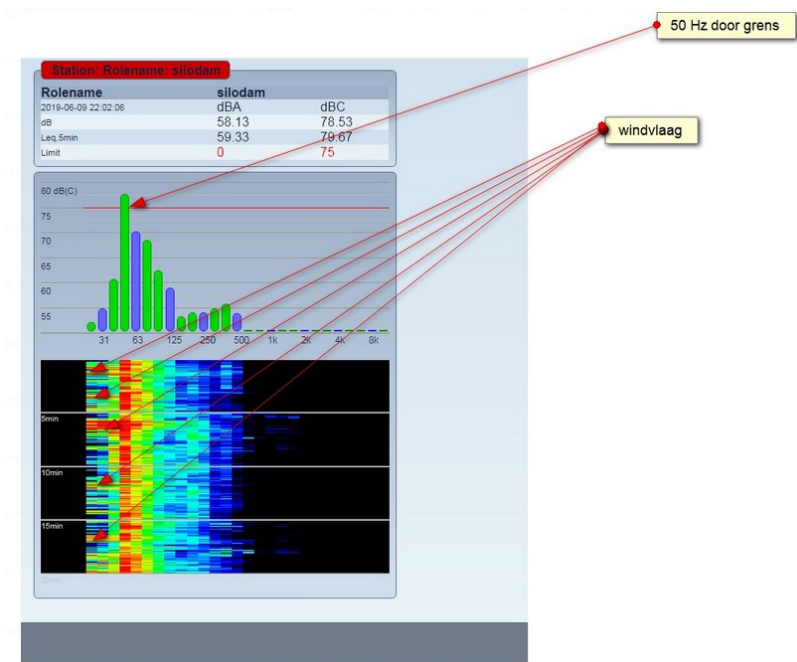 50 Hz door grens
Station: Rolename: silodam
Rolename silodam
2019-06-09 22:02:06 dBA dBC
dB 58.13 78.53
Leq,5min 59.33 79.67
Limit 0 75
windvlaag
80 dB(C)
75
70
65
60
55
31 63 125 250 500 1k 2k 4k 8k
5min
10min
15min
20min